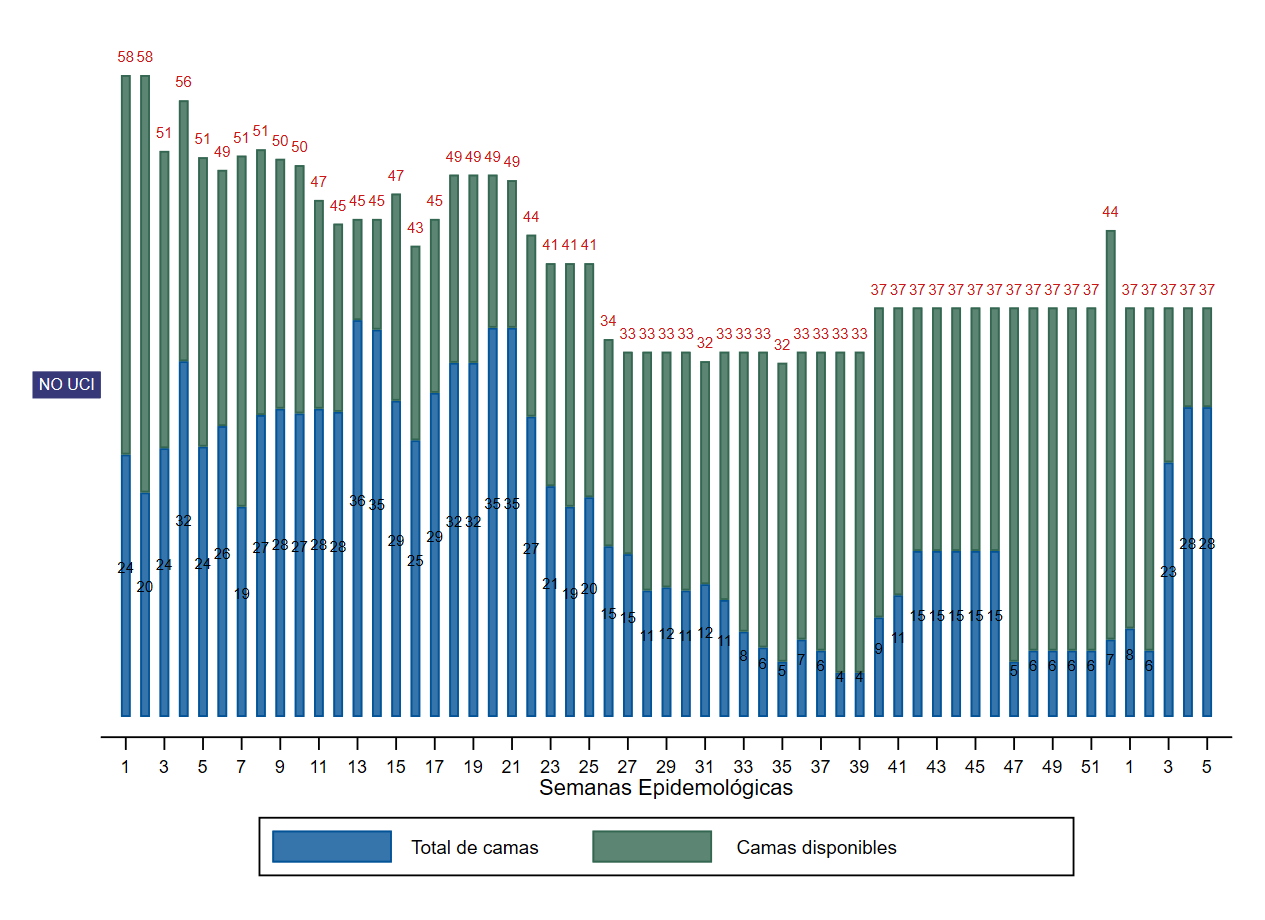 58 58 51 56 51 49 51 51 50 50 47 45 45 45 47 43 45 49 49 49 49 44 41 41 41 34 33 33 33 33 32 33 33 33 32 33 33 33 33 37 37 37 37 37 37 37 37 37 37 37 37 44 37 37 37 37 37
NO UCI
24 20 24 32 24 26 19 27 28 27 28 28 36 35 29 25 29 32 32 35 35 27 21 19 20 15 15 11 12 11 12 11 8 6 5 7 6 4 4 9 11 15 15 15 15 15 5 6 6 6 6 7 8 6 23 28 28
1 3 5 7 9 11 13 15 17 19 21 23 25 27 29 31 33 35 37 39 41 43 45 47 49 51 1 3 5
Semanas Epidemológicas
Total de camas Camas disponibles